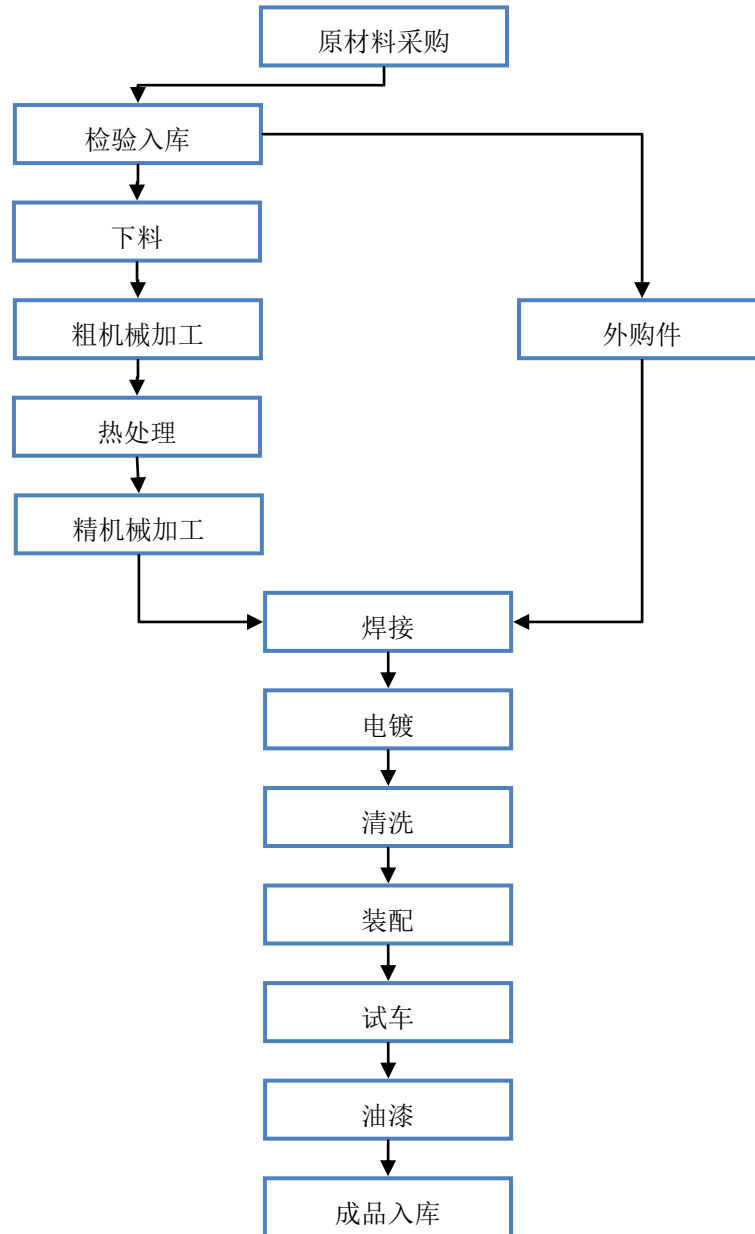 原材料采购
检验入库
下料
粗机械加工
外购件
热处理
精机械加工
焊接
电镀
清洗
装配
试车
油漆
成品入库